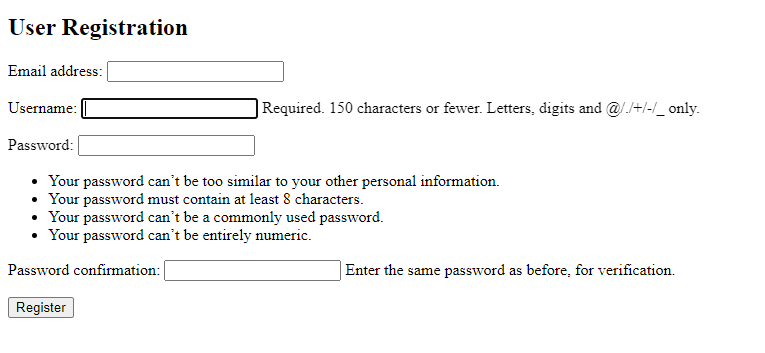 User Registration
Email address:
Username: Required. 150 characters or fewer. Letters, digits and @/./+/-/_ only.
Password:
• Your password can’t be too similar to your other personal information.
• Your password must contain at least 8 characters.
• Your password can’t be a commonly used password.
• Your password can’t be entirely numeric.
Password confirmation: Enter the same password as before, for verification.
Register